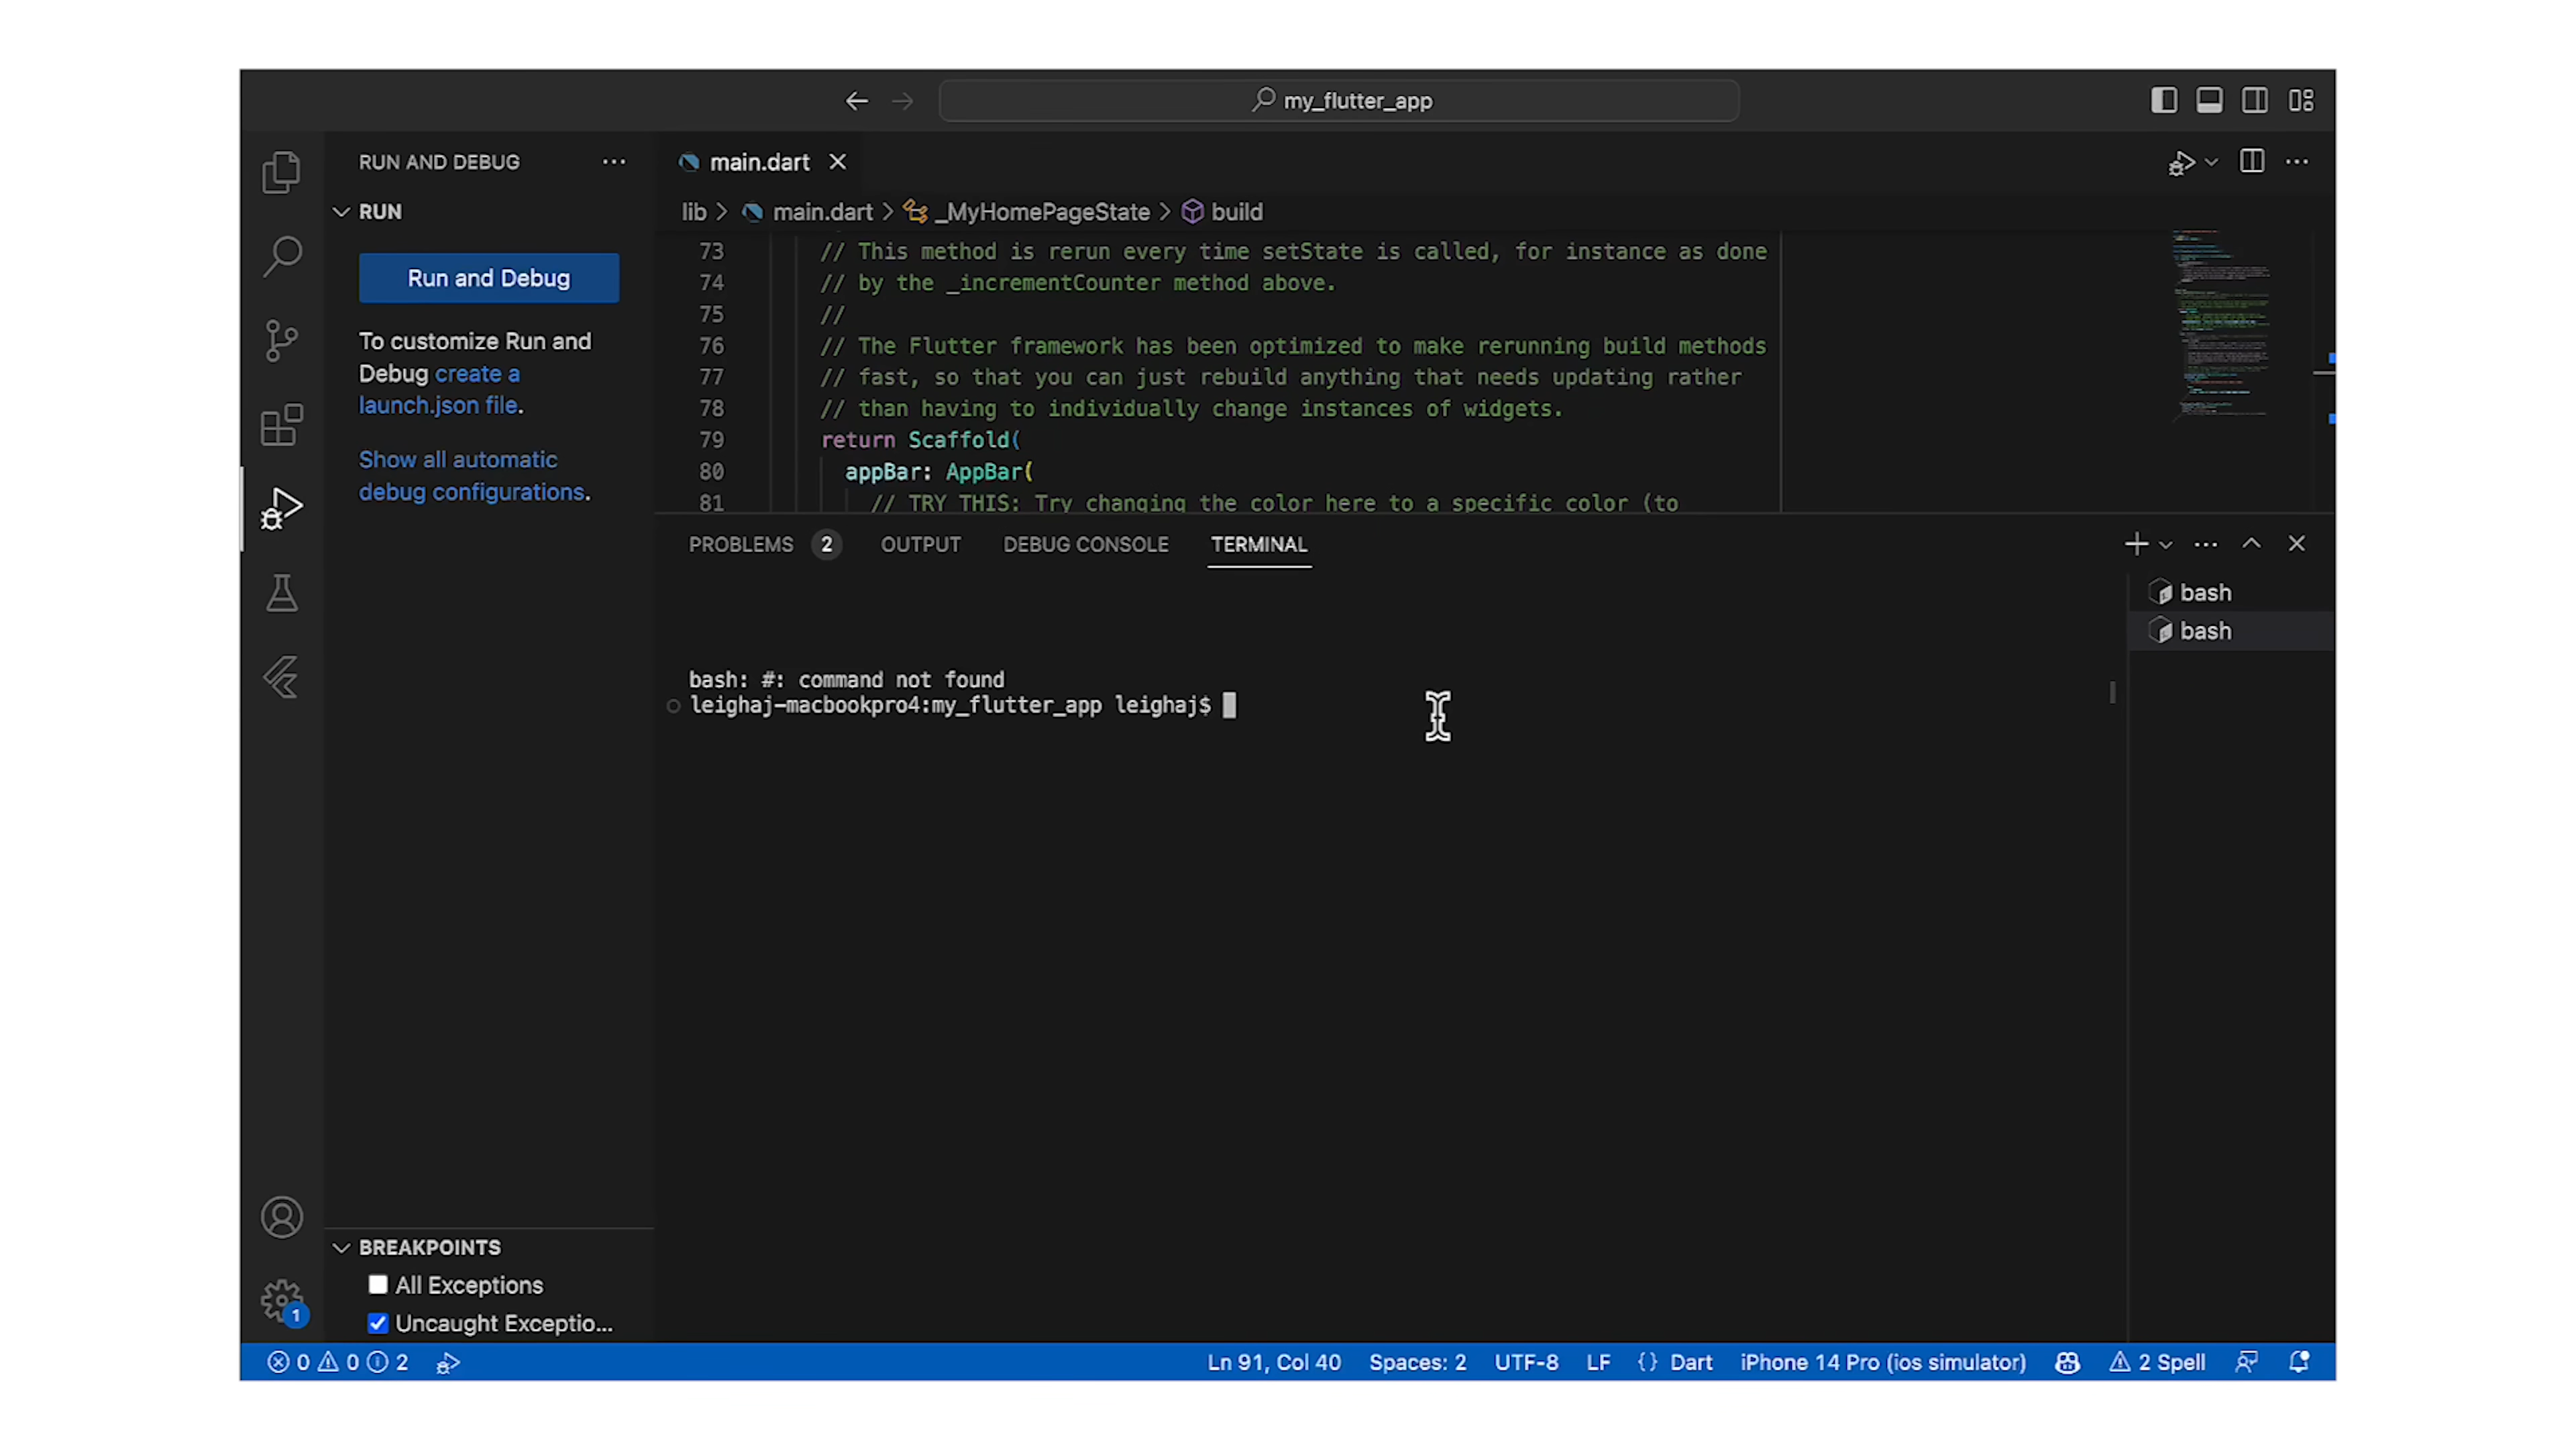 my_flutter_app
RUN AND DEBUG
RUN
Run and Debug
To customize Run and
Debug create a
launch.json file.
Show all automatic
debug configurations.
main.dart
lib > main.dart > _MyHomePageState > build
73 // This method is rerun every time setState is called, for instance as done
74 // by the _incrementCounter method above.
75 //
76 // The Flutter framework has been optimized to make rerunning build methods
77 // fast, so that you can just rebuild anything that needs updating rather
78 // than having to individually change instances of widgets.
79 return Scaffold(
80 appBar: AppBar(
81 // TRY THIS: Try changing the color here to a specific color (to
PROBLEMS 2 OUTPUT DEBUG CONSOLE TERMINAL
bash
bash
bash: #: command not found
leighaj-macbookpro4:my_flutter_app leighaj$
BREAKPOINTS
All Exceptions
1
Uncaught Exceptio...
0 0 2 Ln 91, Col 40 Spaces: 2 UTF-8 LF {} Dart iPhone 14 Pro (ios simulator) 2 Spell